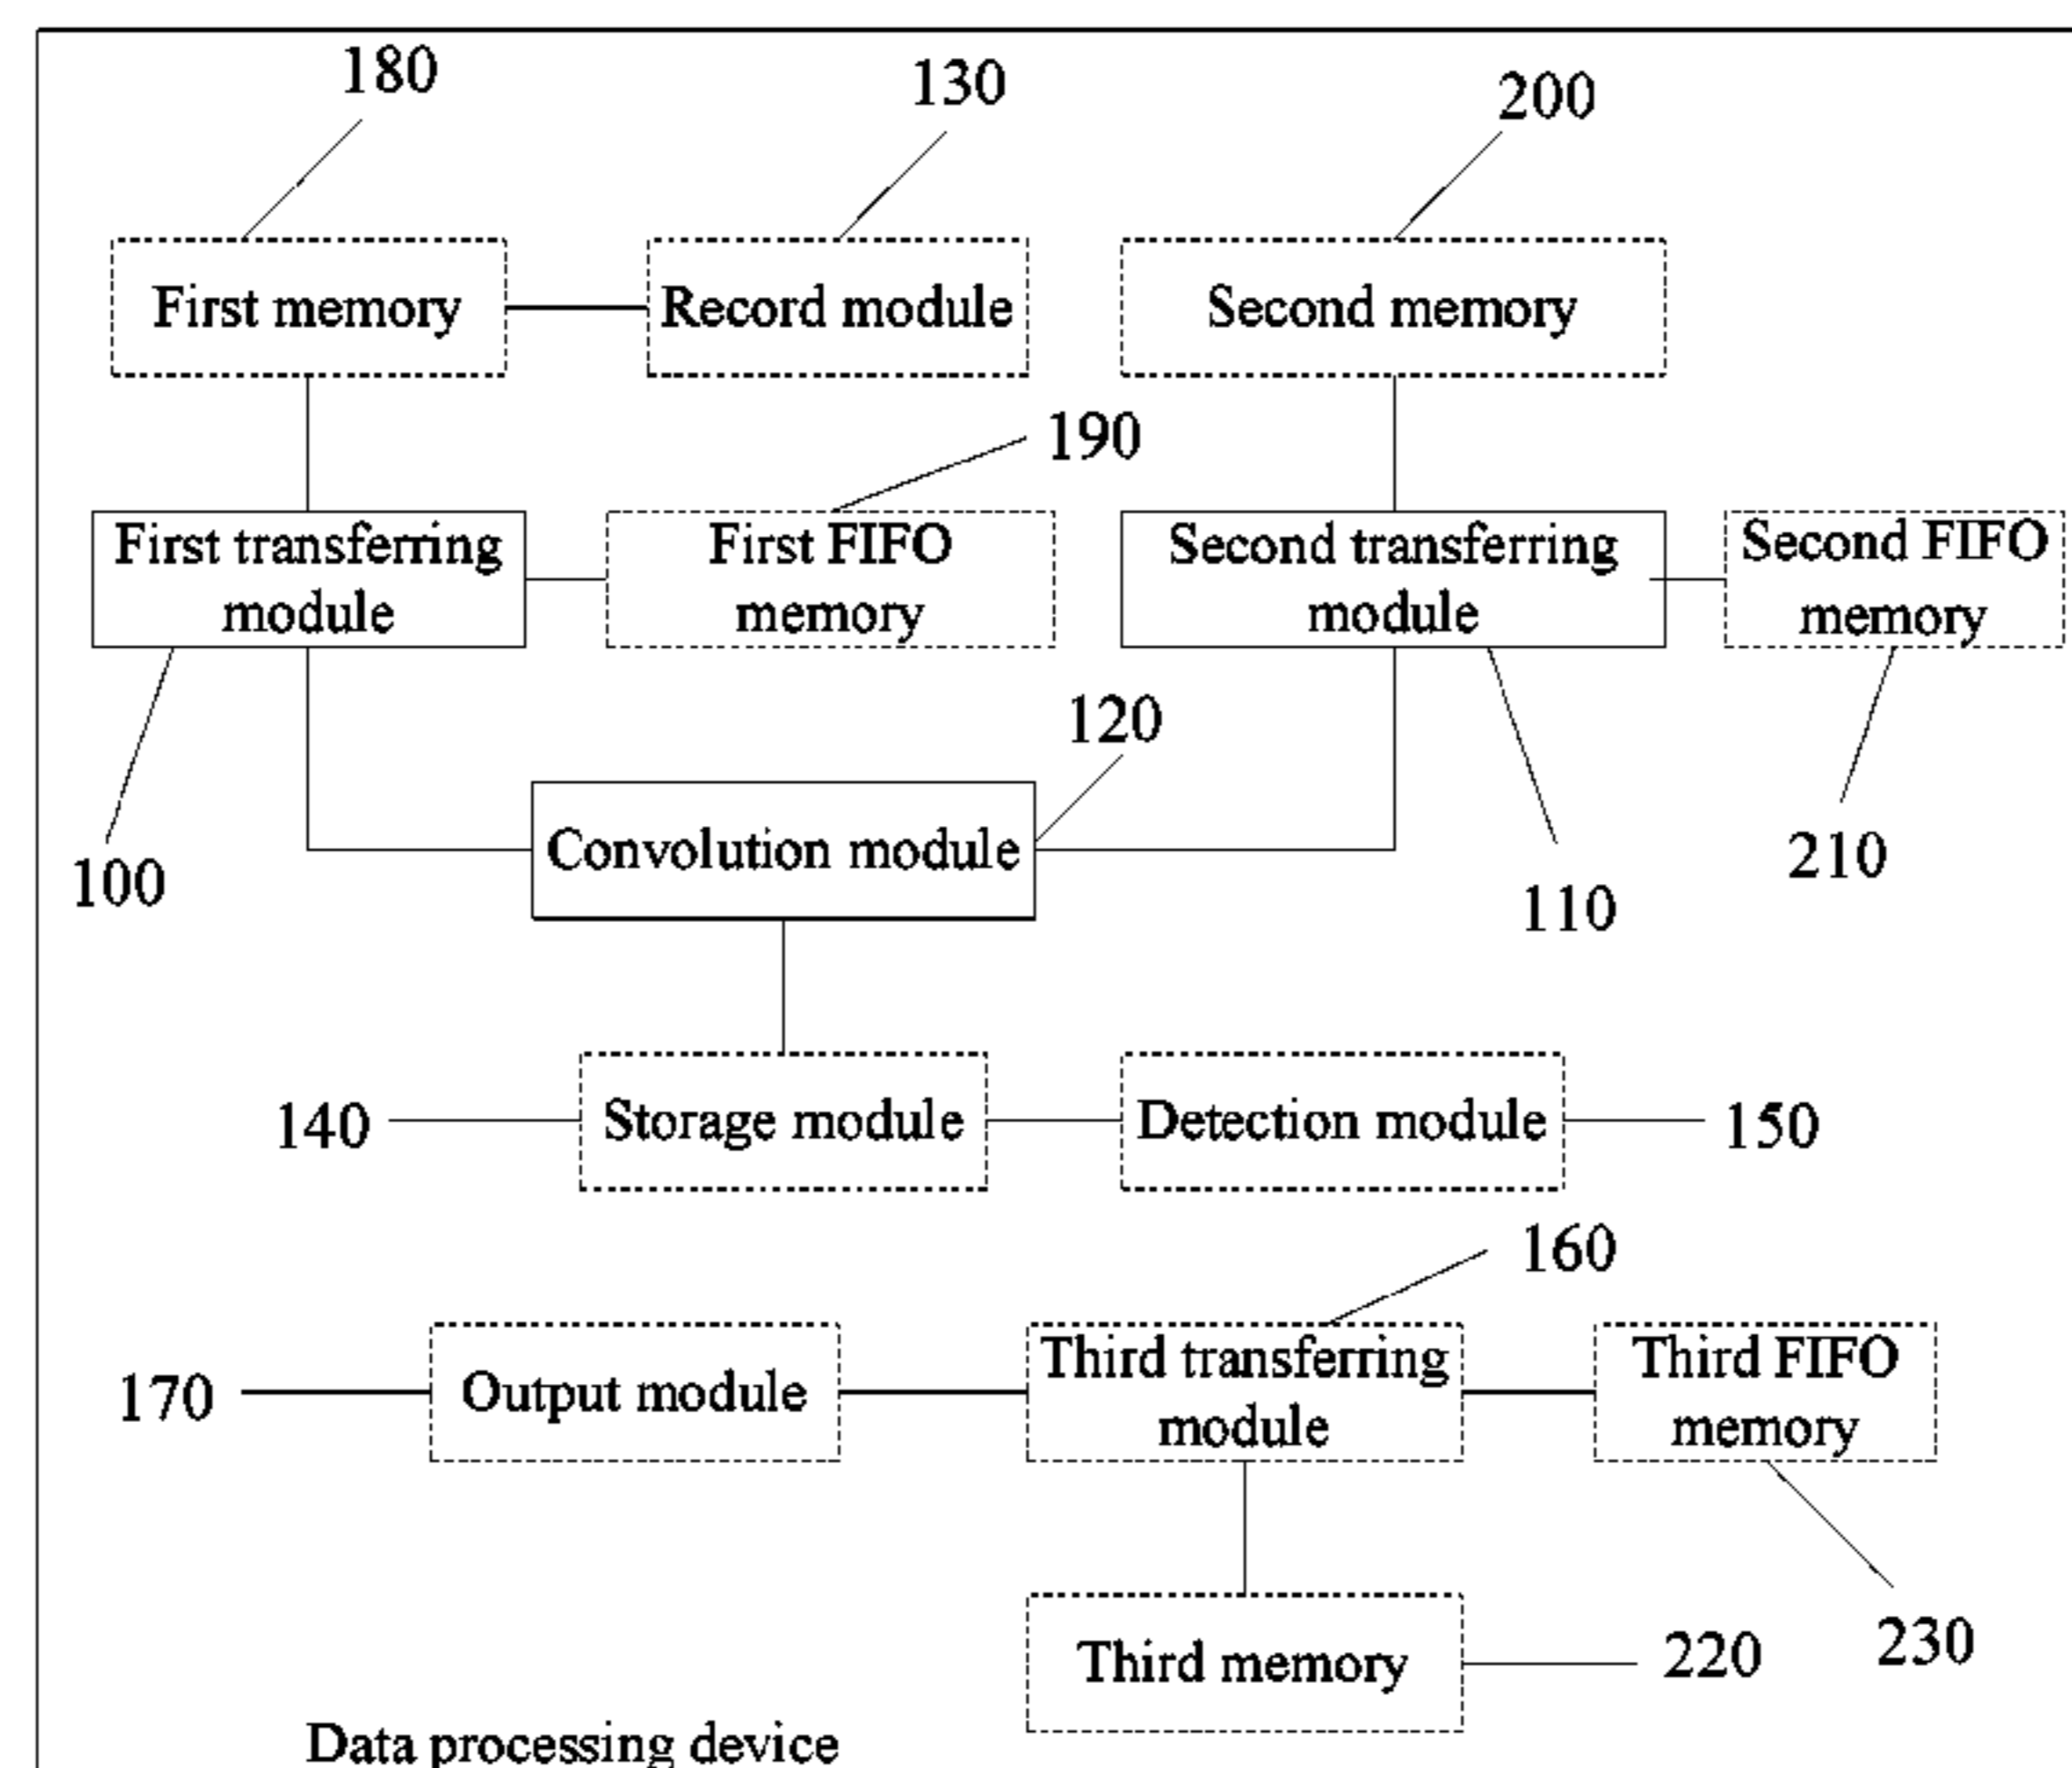 180
130
200
First memory
Record module
Second memory
190
First transferring
module
First FIFO
memory
Second transferring
module
Second FIFO
memory
120
Convolution module
100
110
210
140
Storage module
Detection module
150
160
170
Output module
Third transferring
module
Third FIFO
memory
Third memory
220
230
Data processing device